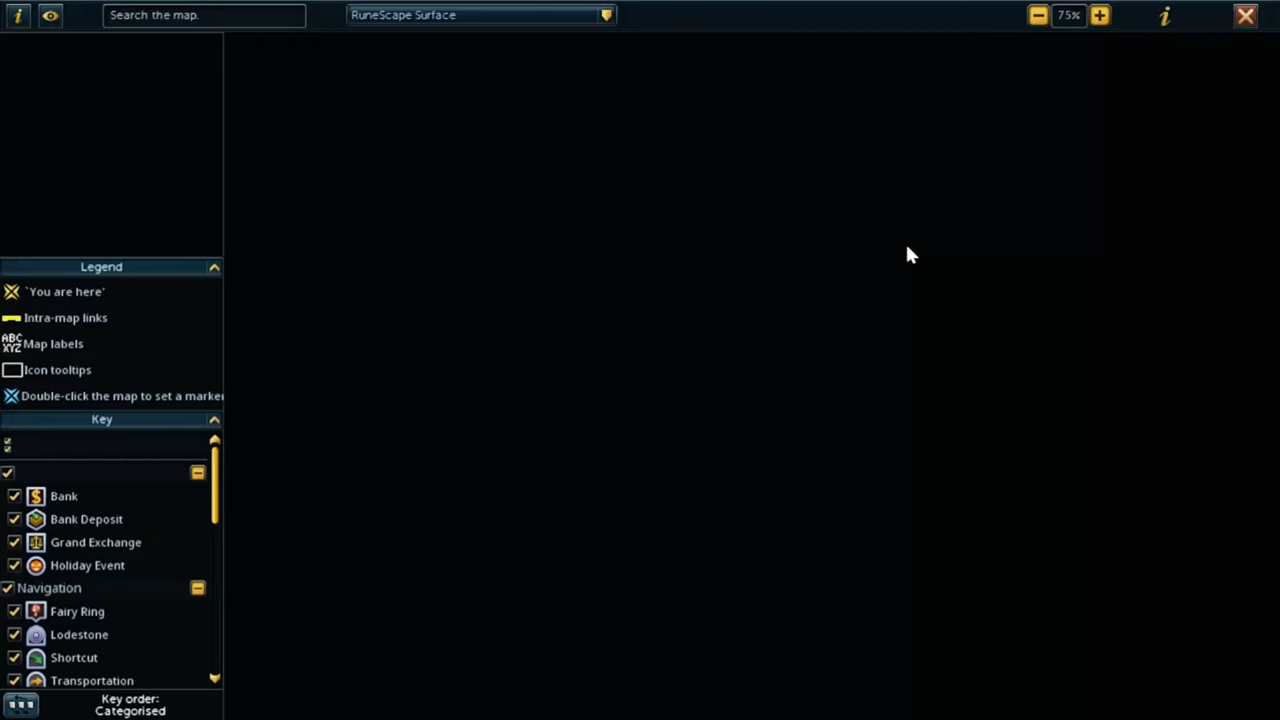 Search the map.
RuneScape Surface
75%
Legend
`You are here'
Intra-map links
ABC
XYZ
Map labels
Icon tooltips
Double-click the map to set a marker
Key
Bank
Bank Deposit
Grand Exchange
Holiday Event
Navigation
Fairy Ring
Lodestone
Shortcut
Transportation
Key order:
Categorised